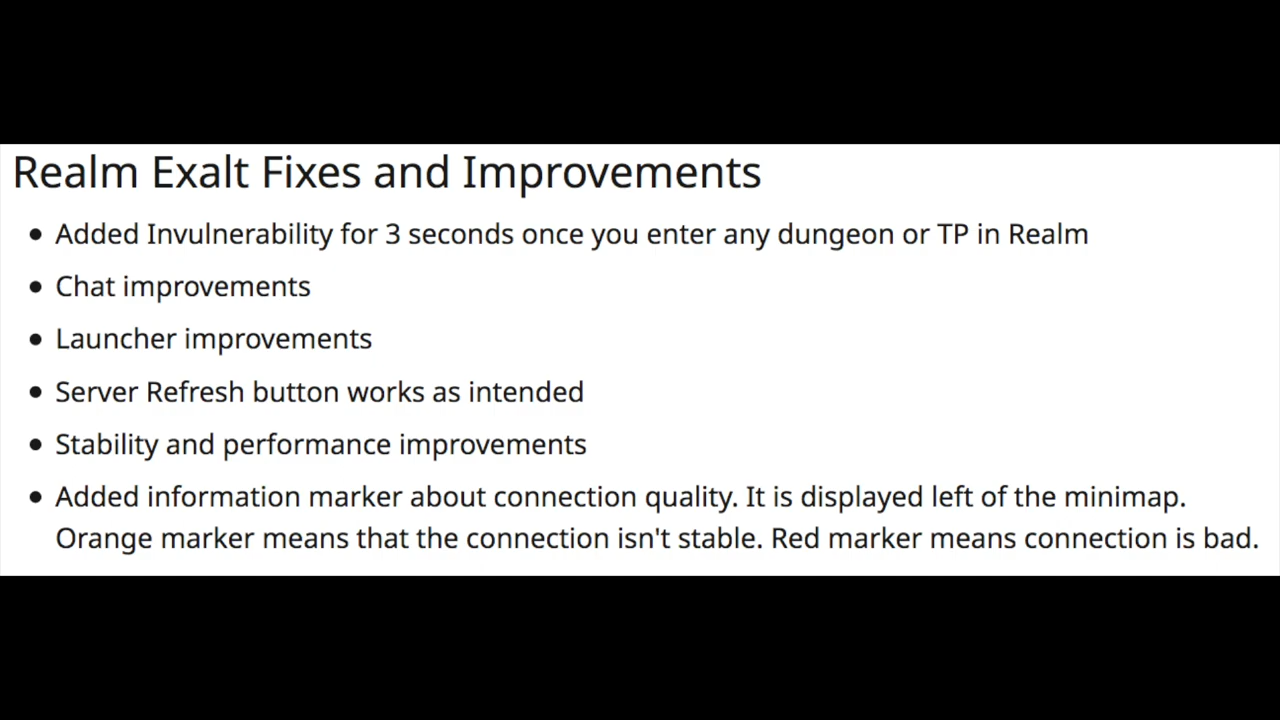 Realm Exalt Fixes and Improvements
• Added Invulnerability for 3 seconds once you enter any dungeon or TP in Realm
• Chat improvements
• Launcher improvements
• Server Refresh button works as intended
• Stability and performance improvements
• Added information marker about connection quality. It is displayed left of the minimap.
Orange marker means that the connection isn't stable. Red marker means connection is bad.